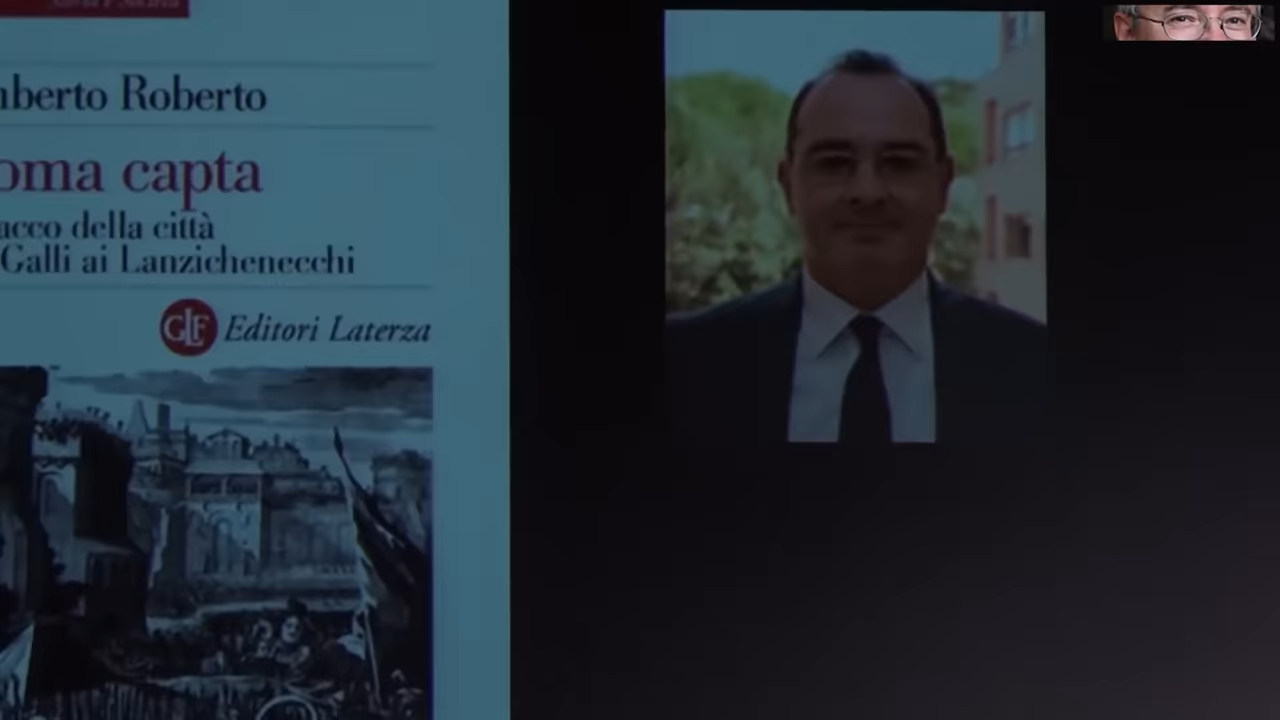 mberto Roberto
oma capta
acco della città
Galli ai Lanzichenecchi
GLF Editori Laterza